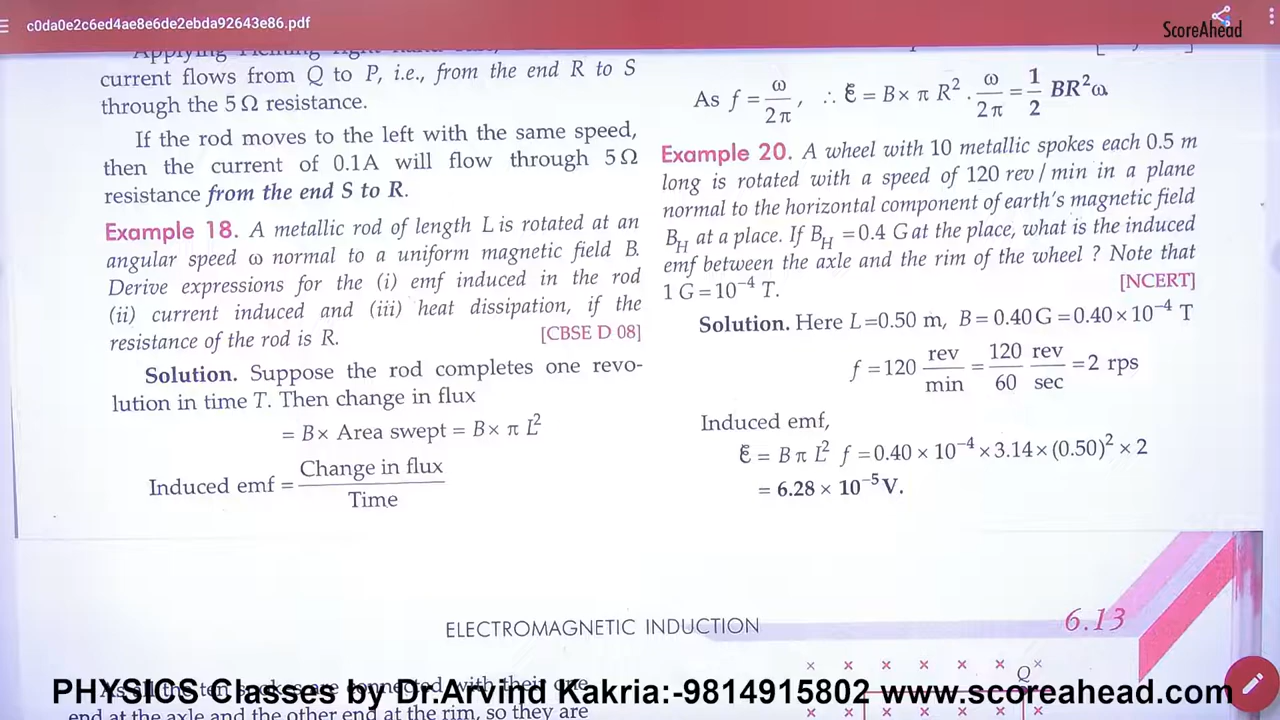 c0da0e2c6ed4ae8e6de2ebda92643e86.pdf
ScoreAhead
current flows from Q to P, i.e., from the end R to S
through the 5 Ω resistance.
If the rod moves to the left with the same speed,
then the current of 0.1 A will flow through 5 Ω
resistance from the end S to R.
Example 18. A metallic rod of length L is rotated at an
angular speed ω normal to a uniform magnetic field B.
Derive expressions for the (i) emf induced in the rod
(ii) current induced and (iii) heat dissipation, if the
resistance of the rod is R. [CBSE D 08]
Solution. Suppose the rod completes one revo-
lution in time T. Then change in flux
= B × Area swept = B × π L²
Induced emf = Change in flux / Time
As f = ω / 2π, ∴ ℰ = B × π R² . ω / 2π = 1 / 2 BR²ω.
Example 20. A wheel with 10 metallic spokes each 0.5 m
long is rotated with a speed of 120 rev / min in a plane
normal to the horizontal component of earth's magnetic field
B_H at a place. If B_H = 0.4 G at the place, what is the induced
emf between the axle and the rim of the wheel ? Note that
1 G = 10⁻⁴ T. [NCERT]
Solution. Here L = 0.50 m, B = 0.40 G = 0.40 × 10⁻⁴ T
f = 120 rev / min = 120 / 60 rev / sec = 2 rps
Induced emf,
ℰ = B π L² f = 0.40 × 10⁻⁴ × 3.14 × (0.50)² × 2
= 6.28 × 10⁻⁵ V.
ELECTROMAGNETIC INDUCTION 6.13
× × × × × × Q ×
PHYSICS Classes by Dr.Arvind Kakria:-9814915802 www.scoreahead.com
end at the axle and the other end at the rim, so they are
× × × × × × ×